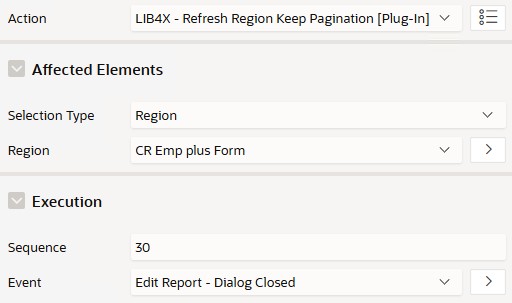 Action LIB4X - Refresh Region Keep Pagination [Plug-In]
Affected Elements
Selection Type Region
Region CR Emp plus Form
Execution
Sequence 30
Event Edit Report - Dialog Closed